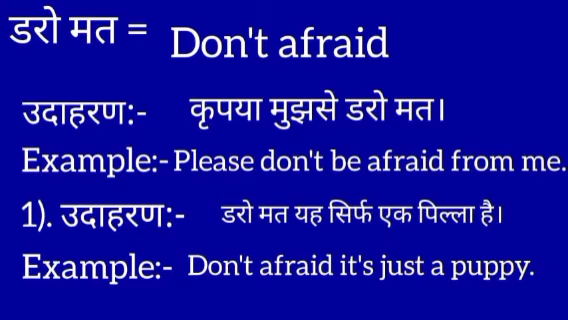 डरो मत = Don't afraid
उदाहरण:- कृपया मुझसे डरो मत।
Example:- Please don't be afraid from me.
1). उदाहरण:- डरो मत यह सिर्फ एक पिल्ला है।
Example:- Don't afraid it's just a puppy.